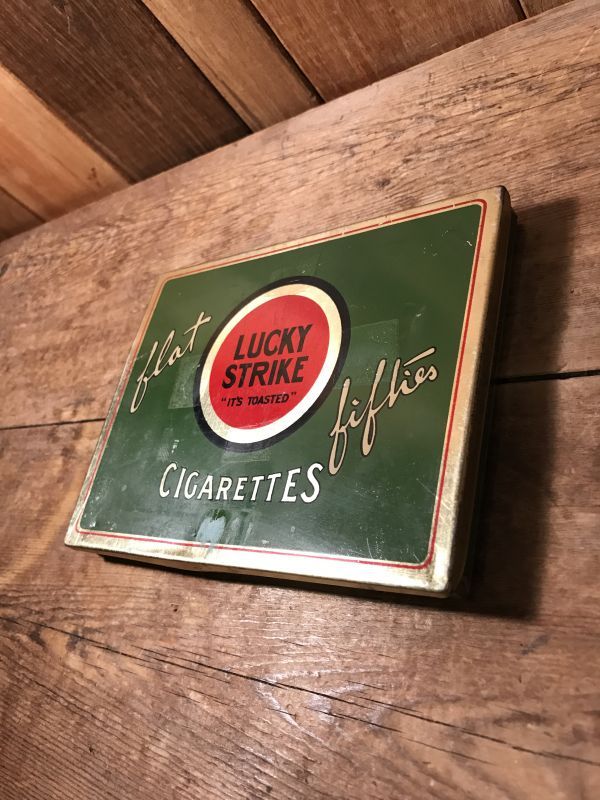 flat
LUCKY
STRIKE
"IT'S TOASTED"
fifties
CIGARETTES